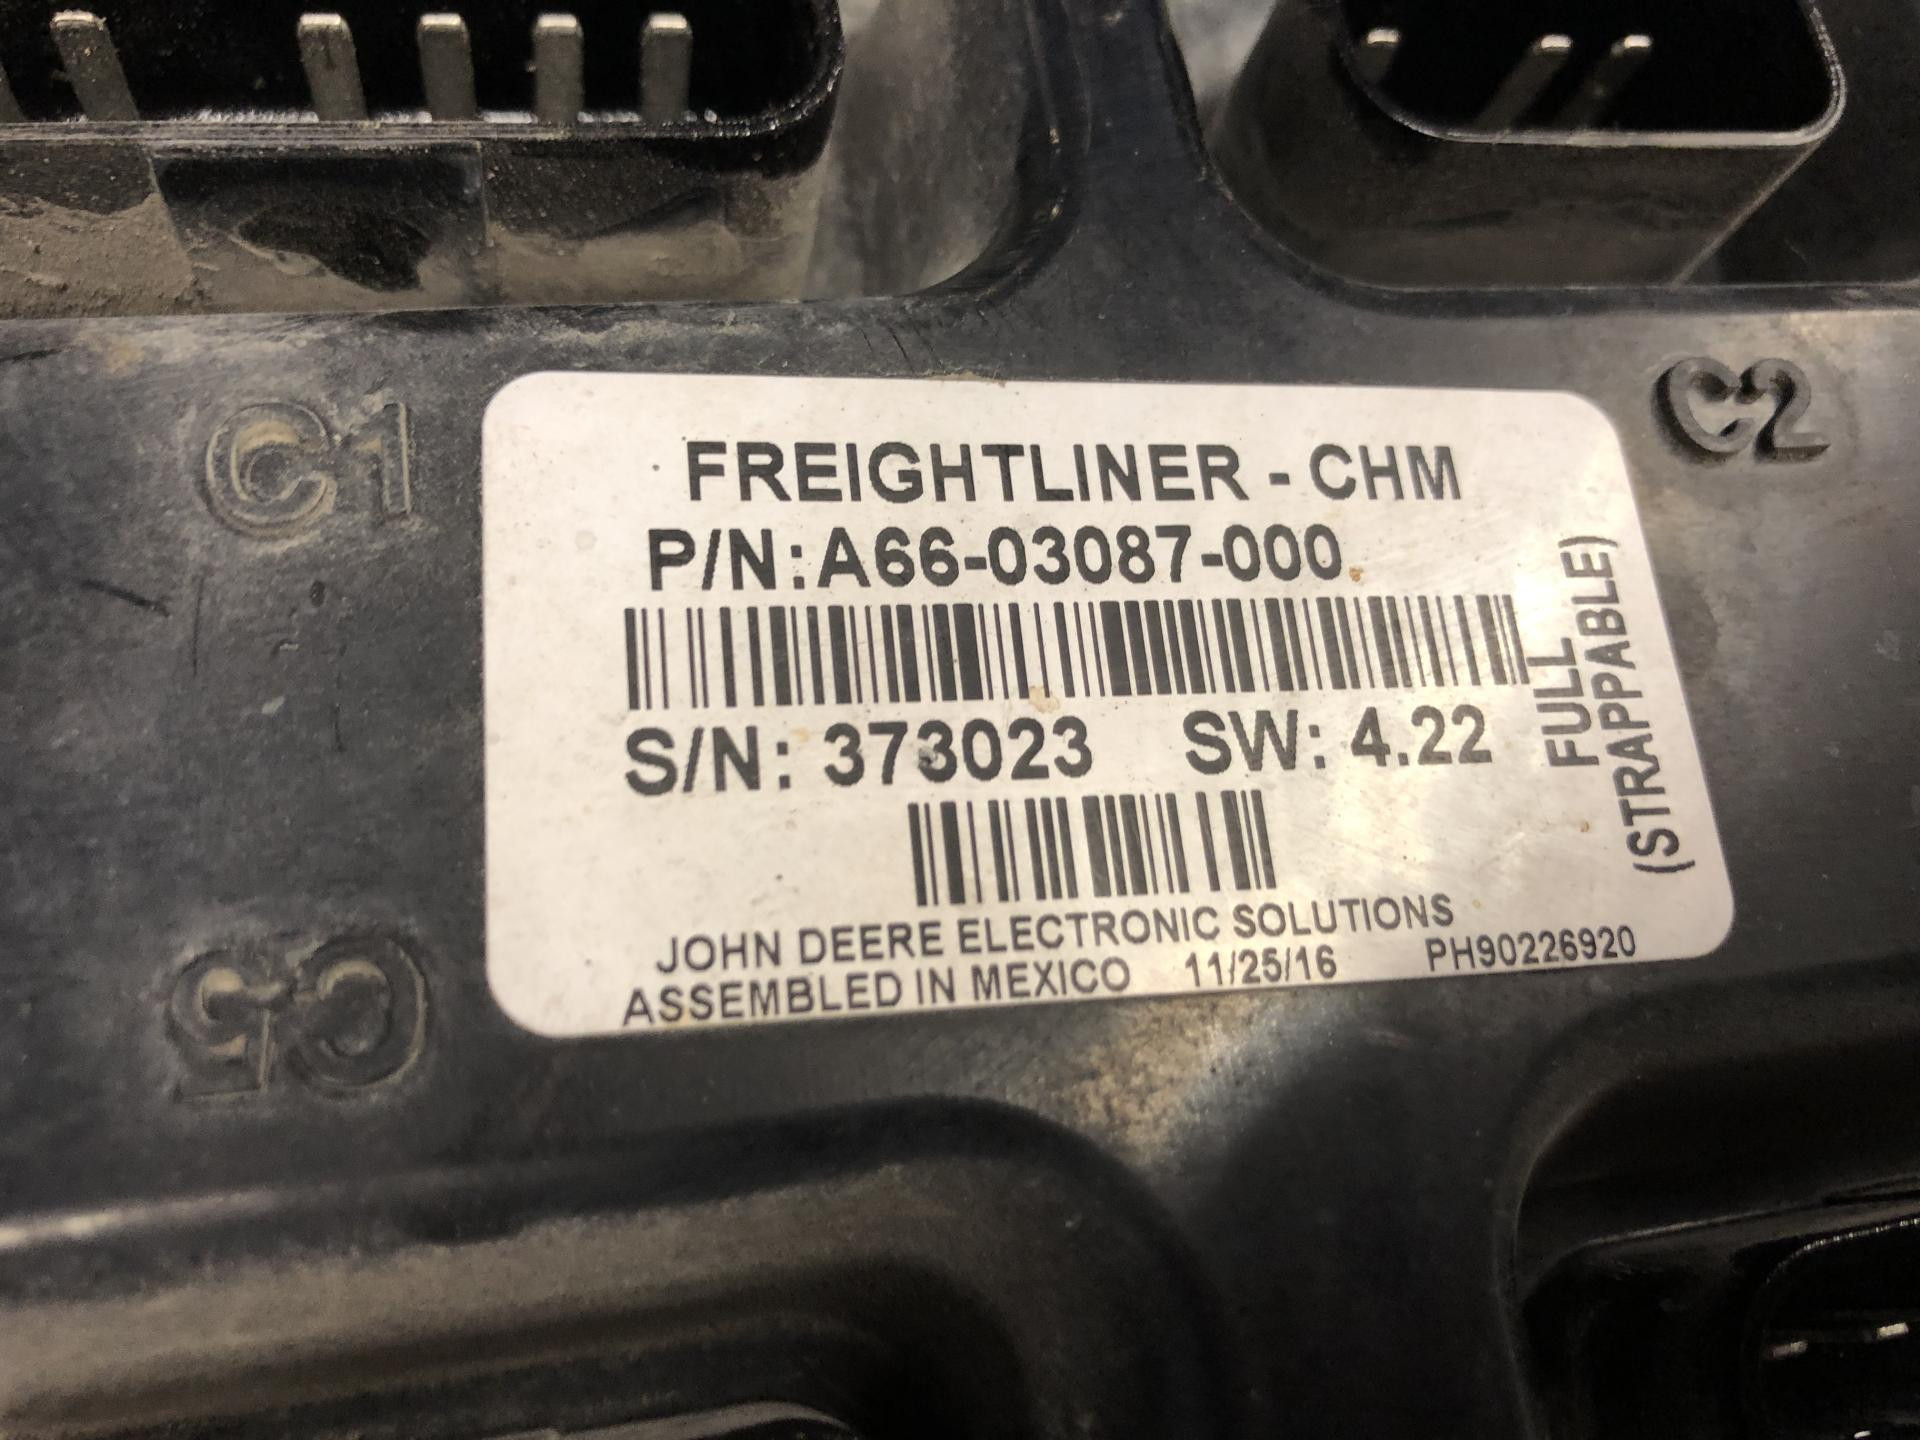 C1
C2
FREIGHTLINER - CHM
P/N: A66-03087-000
S/N: 373023 SW: 4.22
FULL
(STRAPPABLE)
JOHN DEERE ELECTRONIC SOLUTIONS
ASSEMBLED IN MEXICO 11/25/16 PH90226920
C5